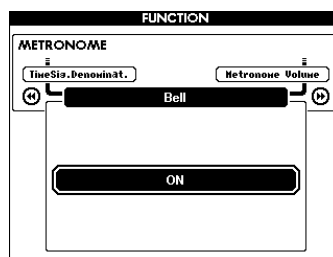 FUNCTION
METRONOME
TimeSig.Denominat.
Metronome Volume
Bell
ON